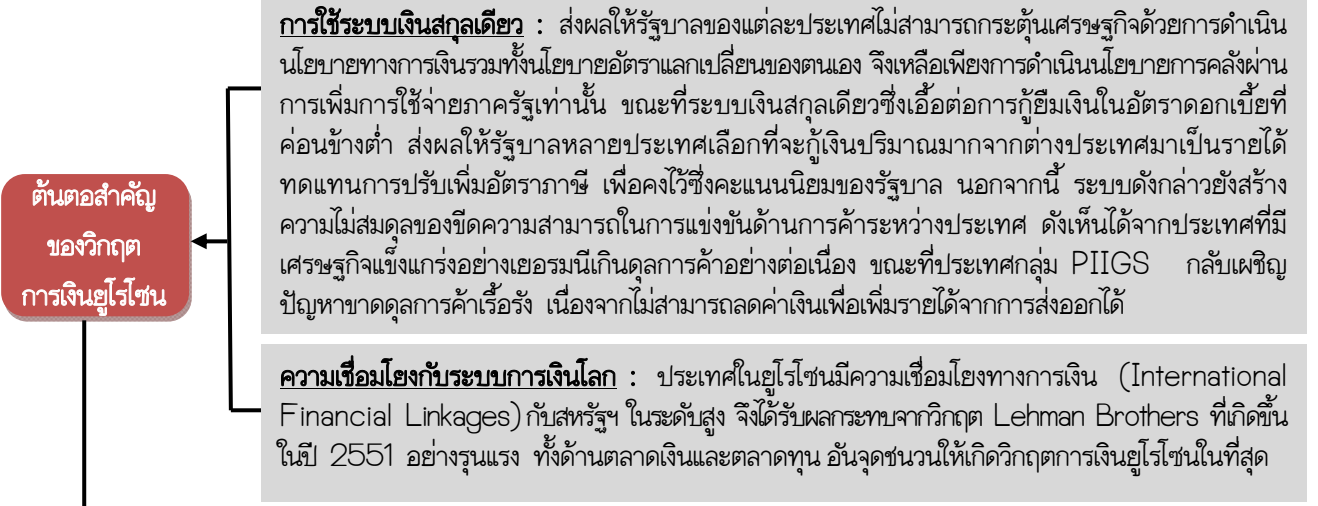 การใช้ระบบเงินสกุลเดียว : ส่งผลให้รัฐบาลของแต่ละประเทศไม่สามารถกระตุ้นเศรษฐกิจด้วยการดำเนิน
นโยบายทางการเงินรวมทั้งนโยบายอัตราแลกเปลี่ยนของตนเอง จึงเหลือเพียงการดำเนินนโยบายการคลังผ่าน
การเพิ่มการใช้จ่ายภาครัฐเท่านั้น ขณะที่ระบบเงินสกุลเดียวซึ่งเอื้อต่อการกู้ยืมเงินในอัตราดอกเบี้ยที่
ค่อนข้างต่ำ ส่งผลให้รัฐบาลหลายประเทศเลือกที่จะกู้เงินปริมาณมากจากต่างประเทศมาเป็นรายได้
ทดแทนการปรับเพิ่มอัตราภาษี เพื่อคงไว้ซึ่งคะแนนนิยมของรัฐบาล นอกจากนี้ ระบบดังกล่าวยังสร้าง
ความไม่สมดุลของขีดความสามารถในการแข่งขันด้านการค้าระหว่างประเทศ ดังเห็นได้จากประเทศที่มี
เศรษฐกิจแข็งแกร่งอย่างเยอรมนีเกินดุลการค้าอย่างต่อเนื่อง ขณะที่ประเทศกลุ่ม PIIGS กลับเผชิญ
ปัญหาขาดดุลการค้าเรื้อรัง เนื่องจากไม่สามารถลดค่าเงินเพื่อเพิ่มรายได้จากการส่งออกได้
ต้นตอสำคัญ
ของวิกฤต
การเงินยูโรโซน
ความเชื่อมโยงกับระบบการเงินโลก : ประเทศในยูโรโซนมีความเชื่อมโยงทางการเงิน (International
Financial Linkages) กับสหรัฐฯ ในระดับสูง จึงได้รับผลกระทบจากวิกฤต Lehman Brothers ที่เกิดขึ้น
ในปี 2551 อย่างรุนแรง ทั้งด้านตลาดเงินและตลาดทุน อันจุดชนวนให้เกิดวิกฤตการเงินยูโรโซนในที่สุด